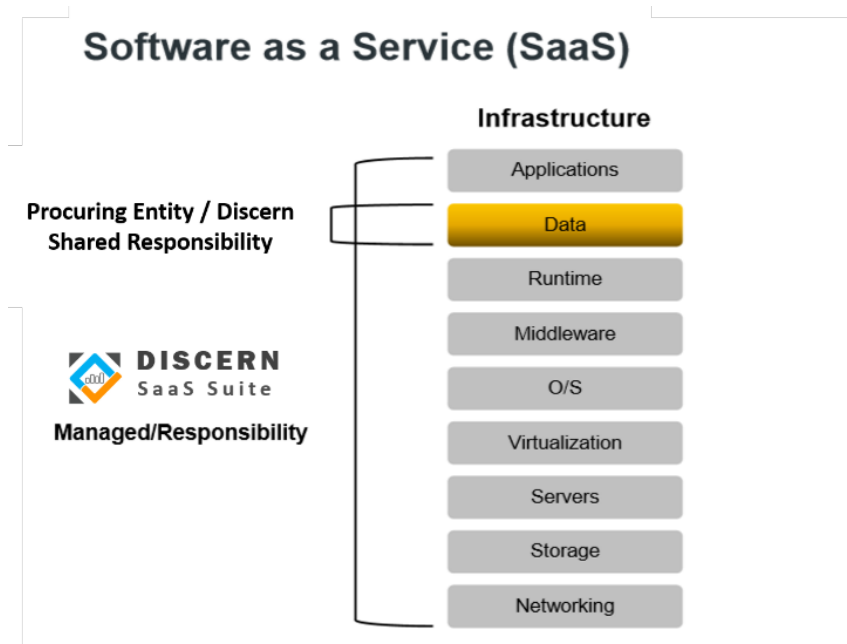 Software as a Service (SaaS)
Infrastructure
Applications
Procuring Entity / Discern
Shared Responsibility
Data
Runtime
Middleware
DISCERN
SaaS Suite
O/S
Managed/Responsibility
Virtualization
Servers
Storage
Networking